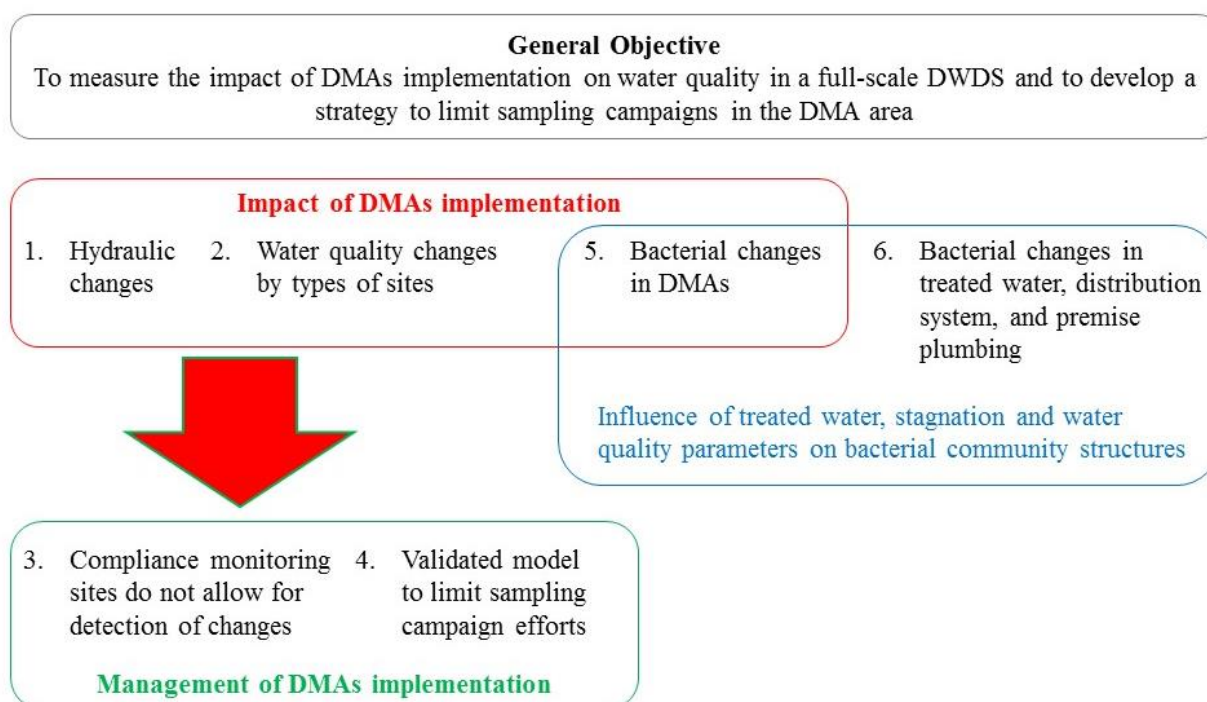 General Objective
To measure the impact of DMAs implementation on water quality in a full-scale DWDS and to develop a
strategy to limit sampling campaigns in the DMA area
Impact of DMAs implementation
1. Hydraulic
changes
2. Water quality changes
by types of sites
5. Bacterial changes
in DMAs
6. Bacterial changes in
treated water, distribution
system, and premise
plumbing
Influence of treated water, stagnation and water
quality parameters on bacterial community structures
3. Compliance monitoring
sites do not allow for
detection of changes
4. Validated model
to limit sampling
campaign efforts
Management of DMAs implementation